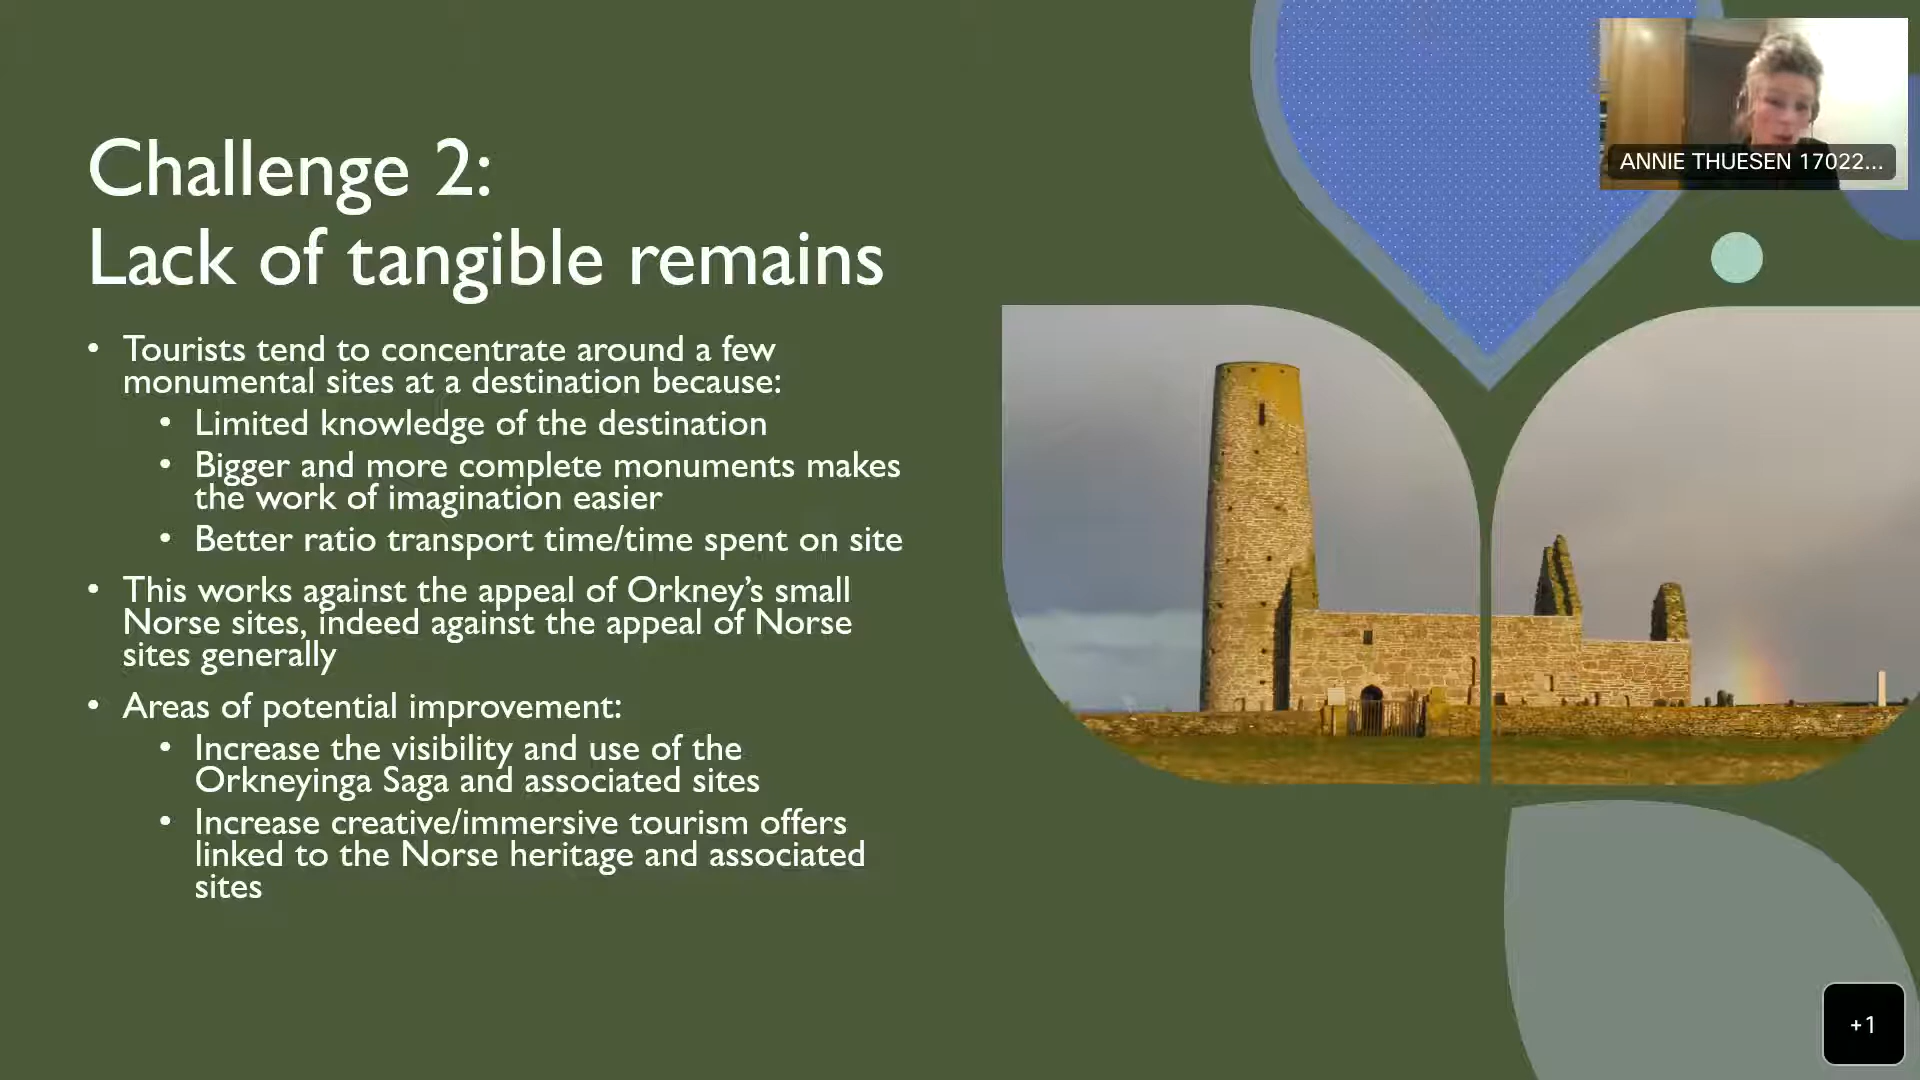 Challenge 2:
Lack of tangible remains
• Tourists tend to concentrate around a few
monumental sites at a destination because:
• Limited knowledge of the destination
• Bigger and more complete monuments makes
the work of imagination easier
• Better ratio transport time/time spent on site
• This works against the appeal of Orkney’s small
Norse sites, indeed against the appeal of Norse
sites generally
• Areas of potential improvement:
• Increase the visibility and use of the
Orkneyinga Saga and associated sites
• Increase creative/immersive tourism offers
linked to the Norse heritage and associated
sites
ANNIE THUESEN 17022...
+1